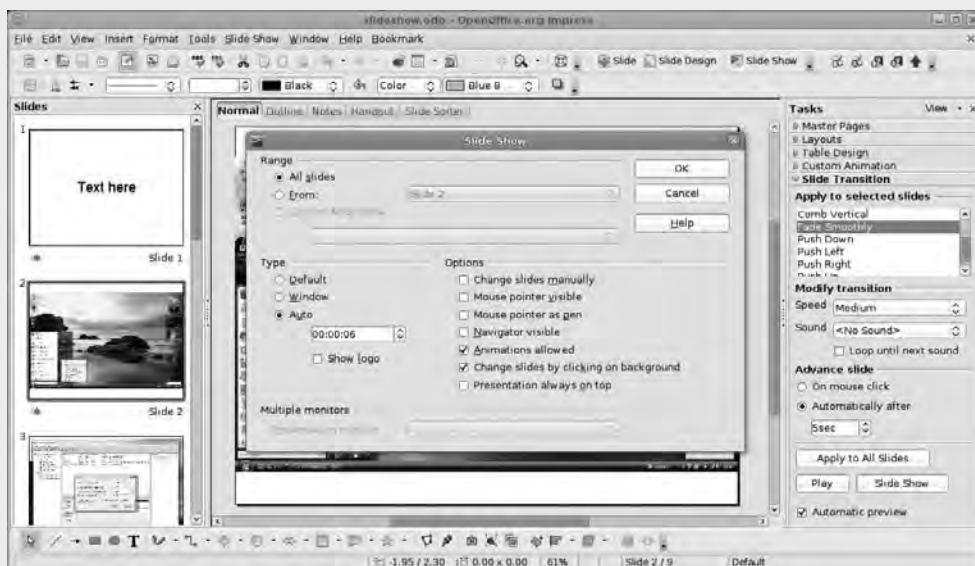 slideshow.odp - OpenOffice.org Impress
File Edit View Insert Format Tools Slide Show Window Help Bookmark
Slide Slide Design Slide Show
Black Color Blue 8
Slides
Normal Outline Notes Handout Slide Sorter
Tasks View
1
Text here
Slide 1
2
Slide 2
3
Slide Show
Range
All slides
From: Slide 2
OK
Cancel
Help
Type
Default
Window
Auto
00:00:06
Show logo
Options
Change slides manually
Mouse pointer visible
Mouse pointer as pen
Navigator visible
Animations allowed
Change slides by clicking on background
Presentation always on top
Multiple monitors
Master Pages
Layouts
Table Design
Custom Animation
Slide Transition
Apply to selected slides
Comb Vertical
Fade Smoothly
Push Down
Push Left
Push Right
Push Up
Modify transition
Speed Medium
Sound <No Sound>
Loop until next sound
Advance slide
On mouse click
Automatically after
5sec
Apply to All Slides
Play Slide Show
Automatic preview
-1.95 / 2.30 0.00 x 0.00 61% Slide 2 / 9 Default